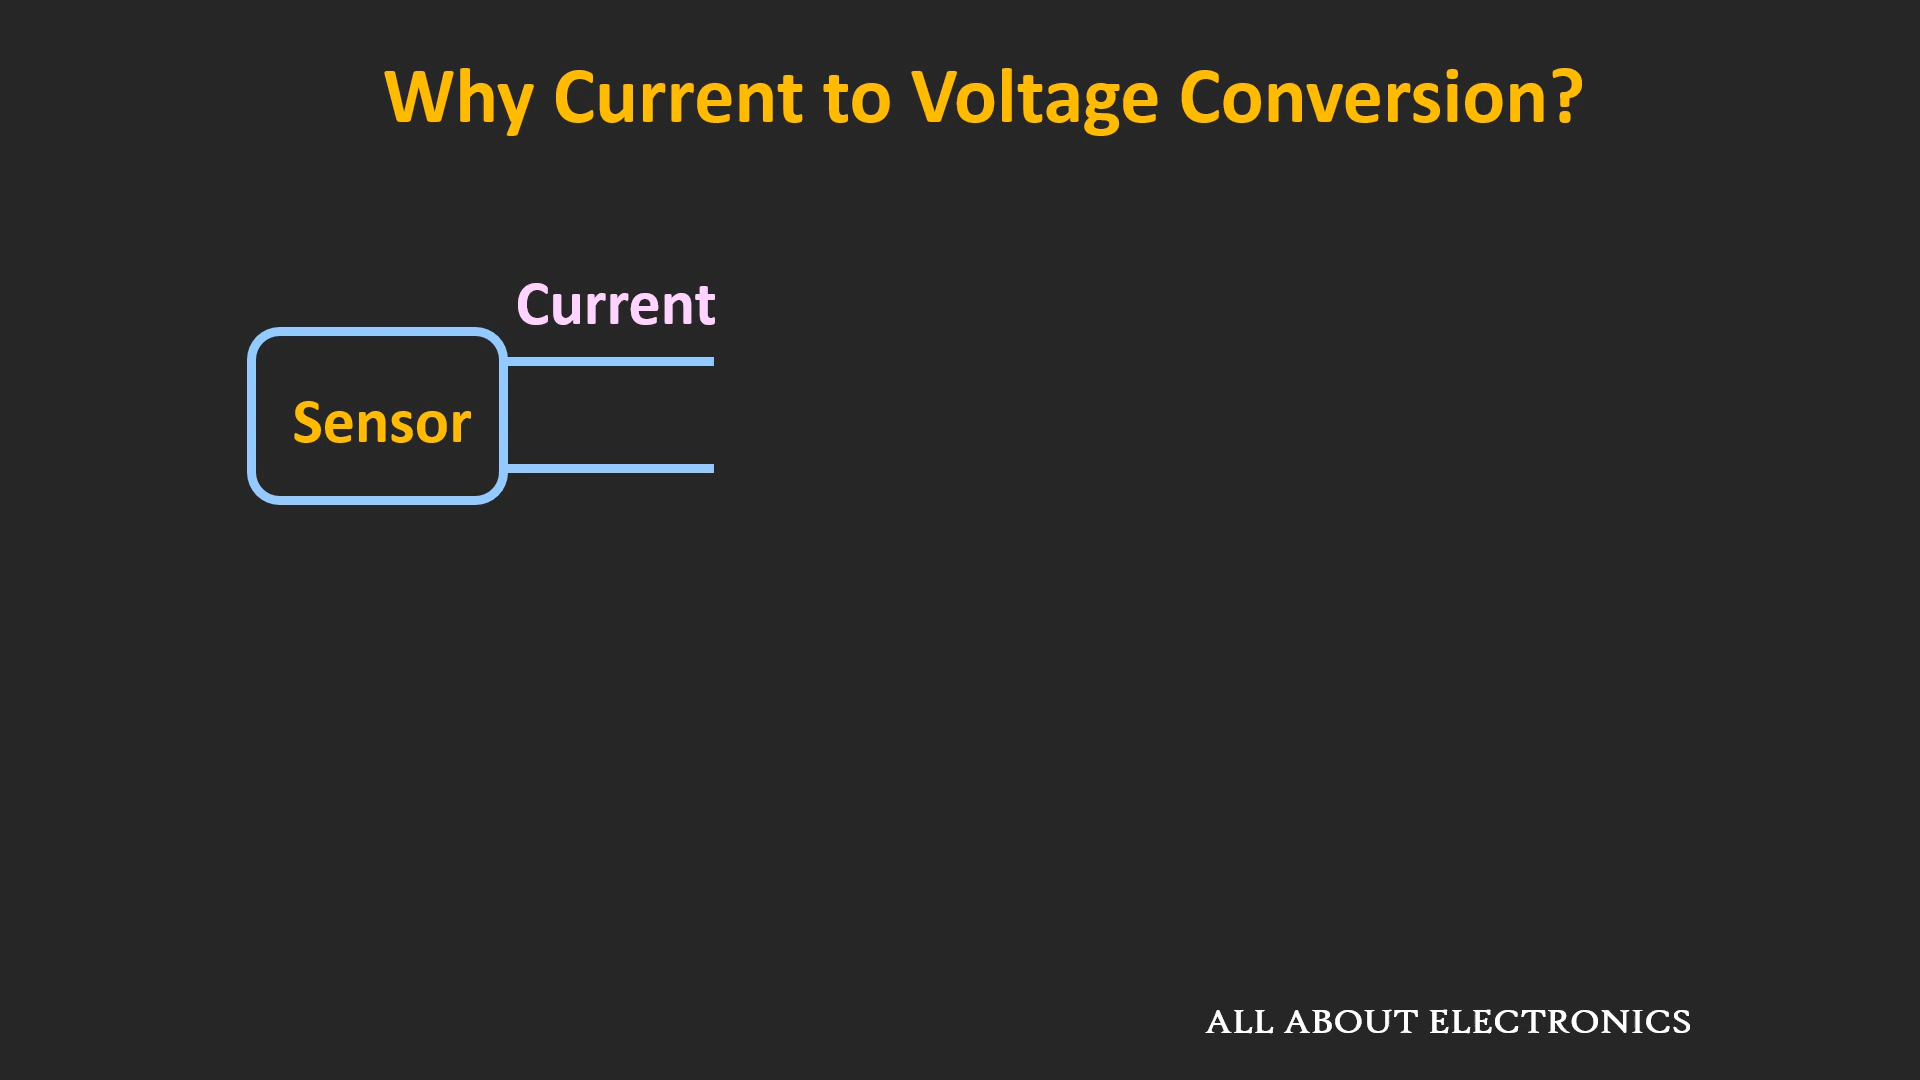 Why Current to Voltage Conversion?
Current
Sensor
ALL ABOUT ELECTRONICS